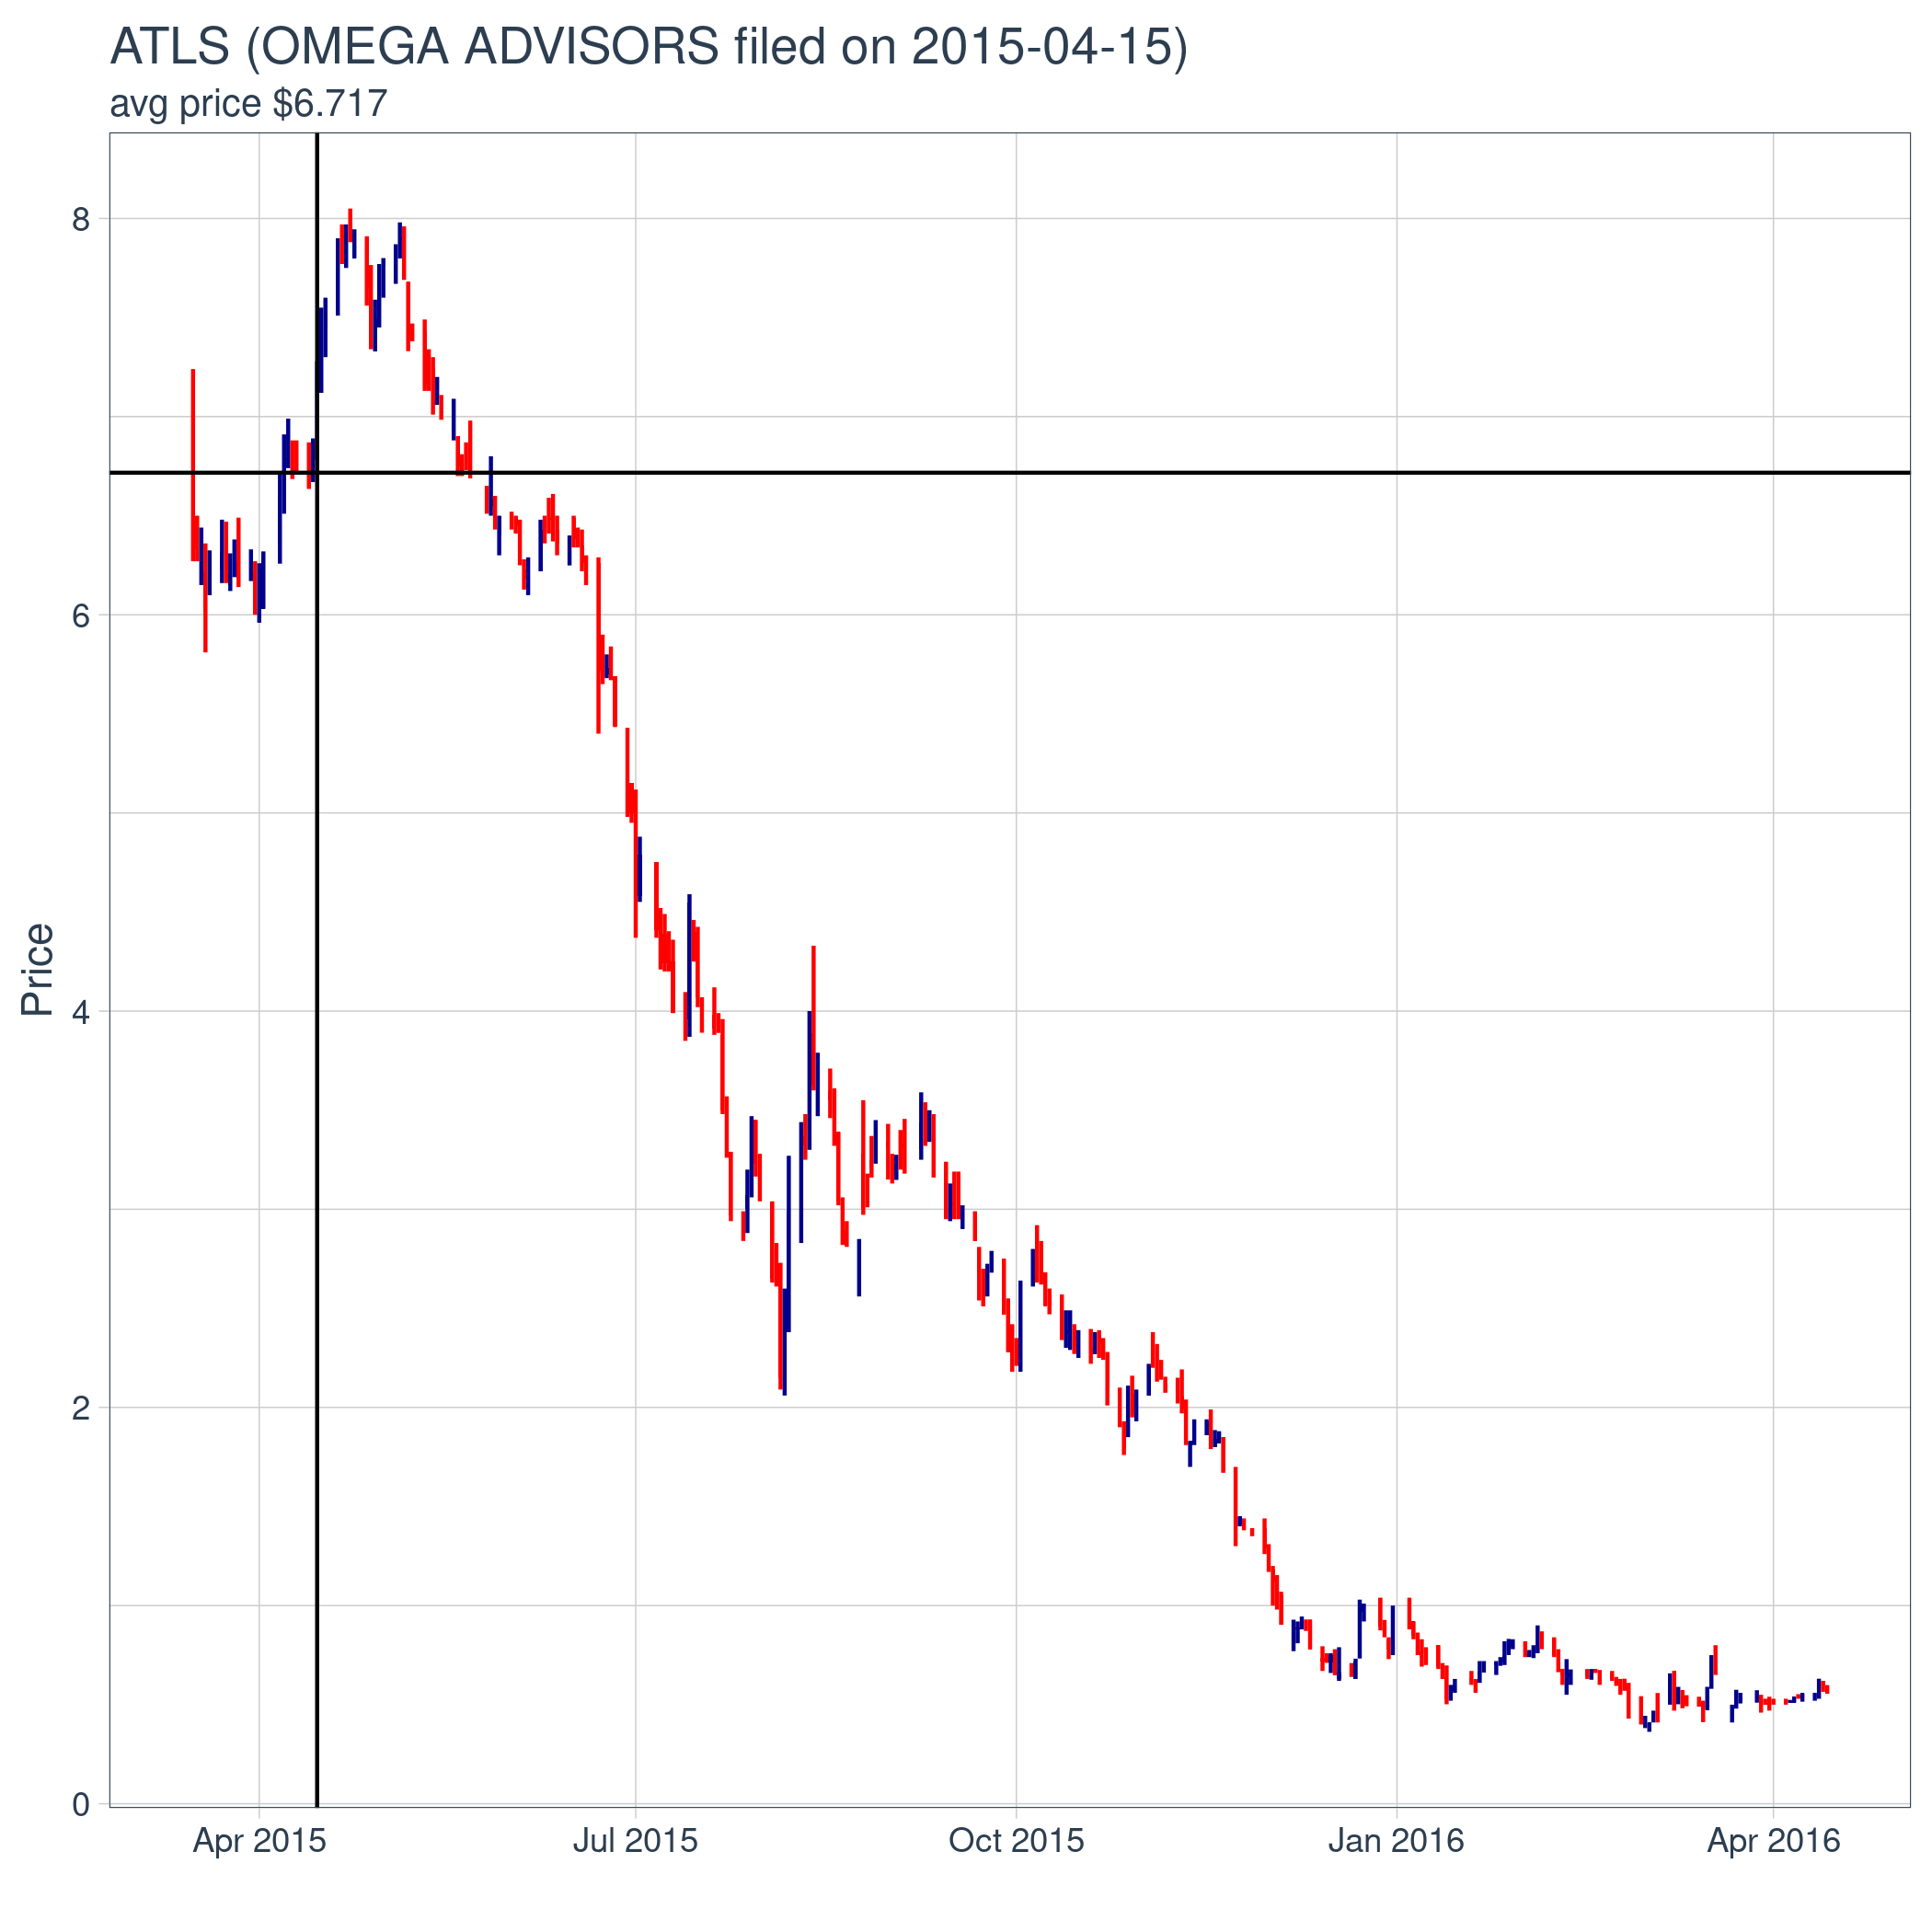 ATLS (OMEGA ADVISORS filed on 2015-04-15)
avg price $6.717
8
6
4
2
0
Price
Apr 2015
Jul 2015
Oct 2015
Jan 2016
Apr 2016